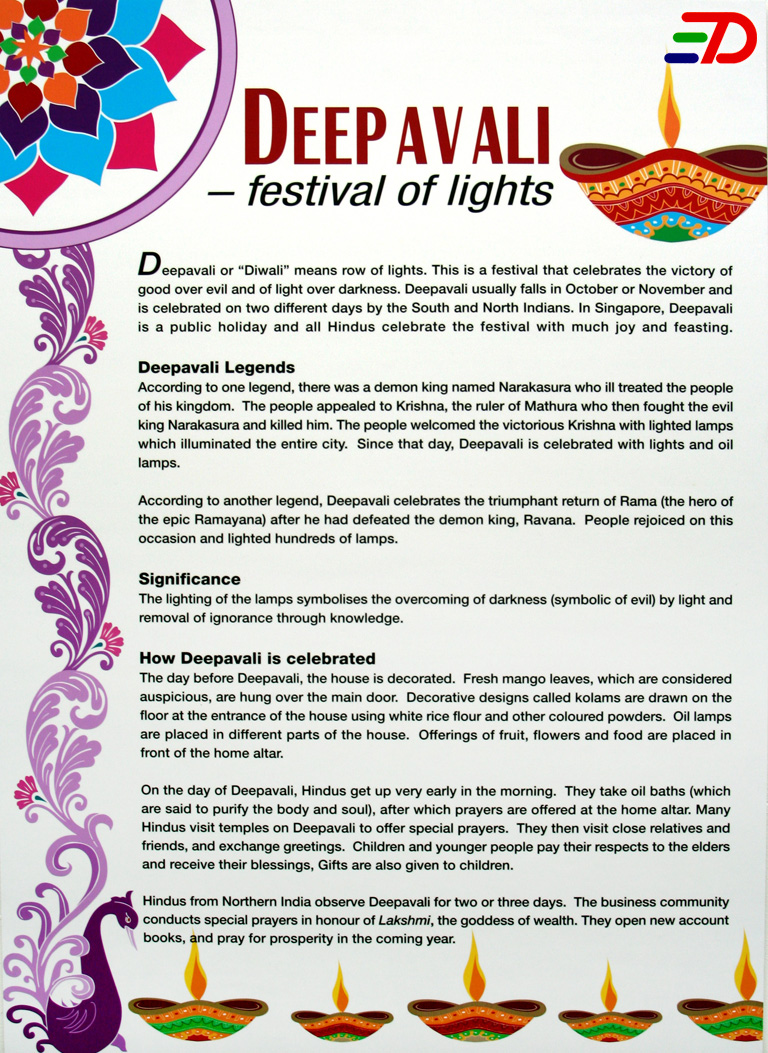 ED
DEEPAVALI
– festival of lights
Deepavali or “Diwali” means row of lights. This is a festival that celebrates the victory of
good over evil and of light over darkness. Deepavali usually falls in October or November and
is celebrated on two different days by the South and North Indians. In Singapore, Deepavali
is a public holiday and all Hindus celebrate the festival with much joy and feasting.
Deepavali Legends
According to one legend, there was a demon king named Narakasura who ill treated the people
of his kingdom. The people appealed to Krishna, the ruler of Mathura who then fought the evil
king Narakasura and killed him. The people welcomed the victorious Krishna with lighted lamps
which illuminated the entire city. Since that day, Deepavali is celebrated with lights and oil
lamps.
According to another legend, Deepavali celebrates the triumphant return of Rama (the hero of
the epic Ramayana) after he had defeated the demon king, Ravana. People rejoiced on this
occasion and lighted hundreds of lamps.
Significance
The lighting of the lamps symbolises the overcoming of darkness (symbolic of evil) by light and
removal of ignorance through knowledge.
How Deepavali is celebrated
The day before Deepavali, the house is decorated. Fresh mango leaves, which are considered
auspicious, are hung over the main door. Decorative designs called kolams are drawn on the
floor at the entrance of the house using white rice flour and other coloured powders. Oil lamps
are placed in different parts of the house. Offerings of fruit, flowers and food are placed in
front of the home altar.
On the day of Deepavali, Hindus get up very early in the morning. They take oil baths (which
are said to purify the body and soul), after which prayers are offered at the home altar. Many
Hindus visit temples on Deepavali to offer special prayers. They then visit close relatives and
friends, and exchange greetings. Children and younger people pay their respects to the elders
and receive their blessings, Gifts are also given to children.
Hindus from Northern India observe Deepavali for two or three days. The business community
conducts special prayers in honour of Lakshmi, the goddess of wealth. They open new account
books, and pray for prosperity in the coming year.